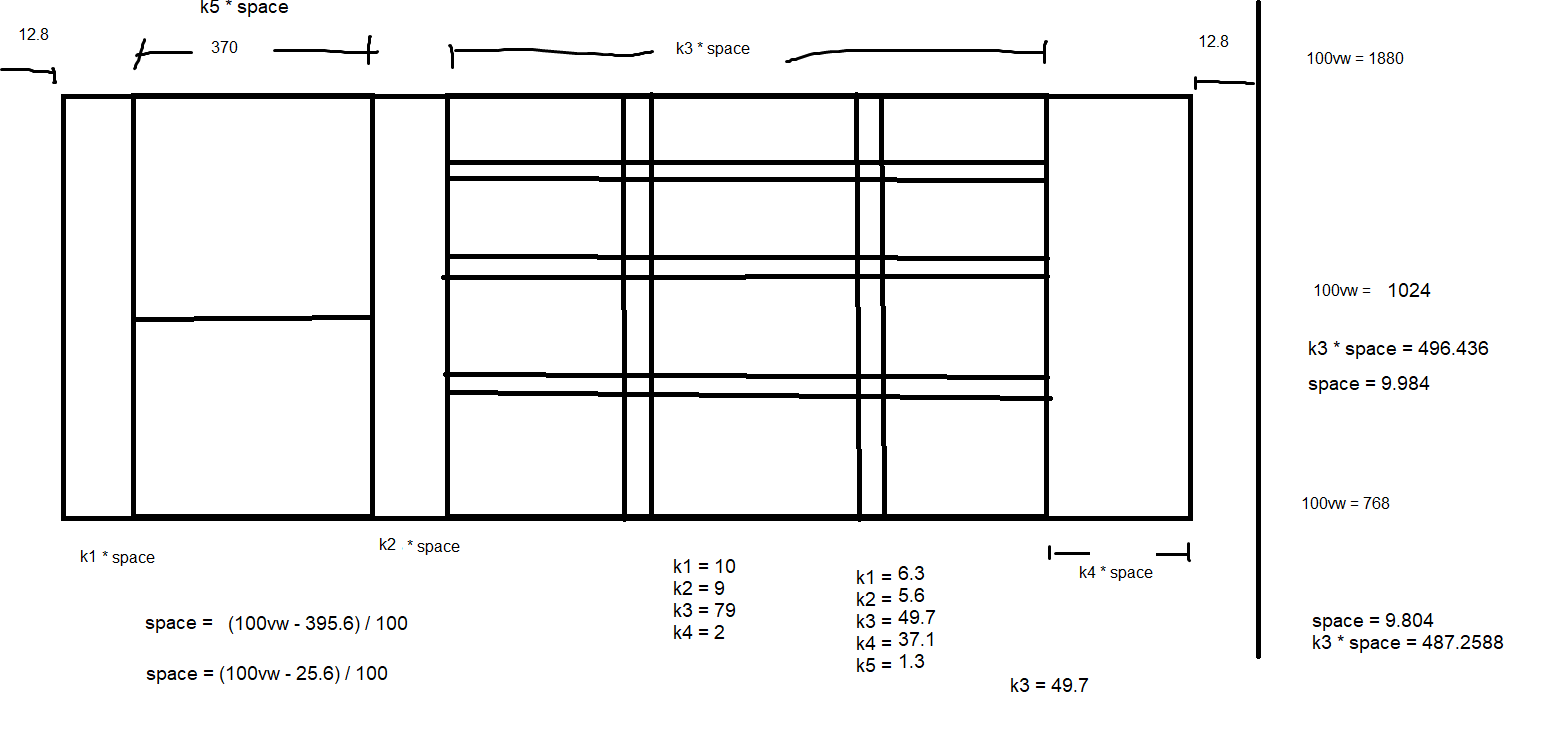 k5 * space
12.8
370
k3 * space
12.8
100vw = 1880
100vw = 1024
k3 * space = 496.436
space = 9.984
100vw = 768
k1 * space
k2 * space
k4 * space
k1 = 10
k2 = 9
k3 = 79
k4 = 2
k1 = 6.3
k2 = 5.6
k3 = 49.7
k4 = 37.1
k5 = 1.3
space = (100vw - 395.6) / 100
space = (100vw - 25.6) / 100
k3 = 49.7
space = 9.804
k3 * space = 487.2588